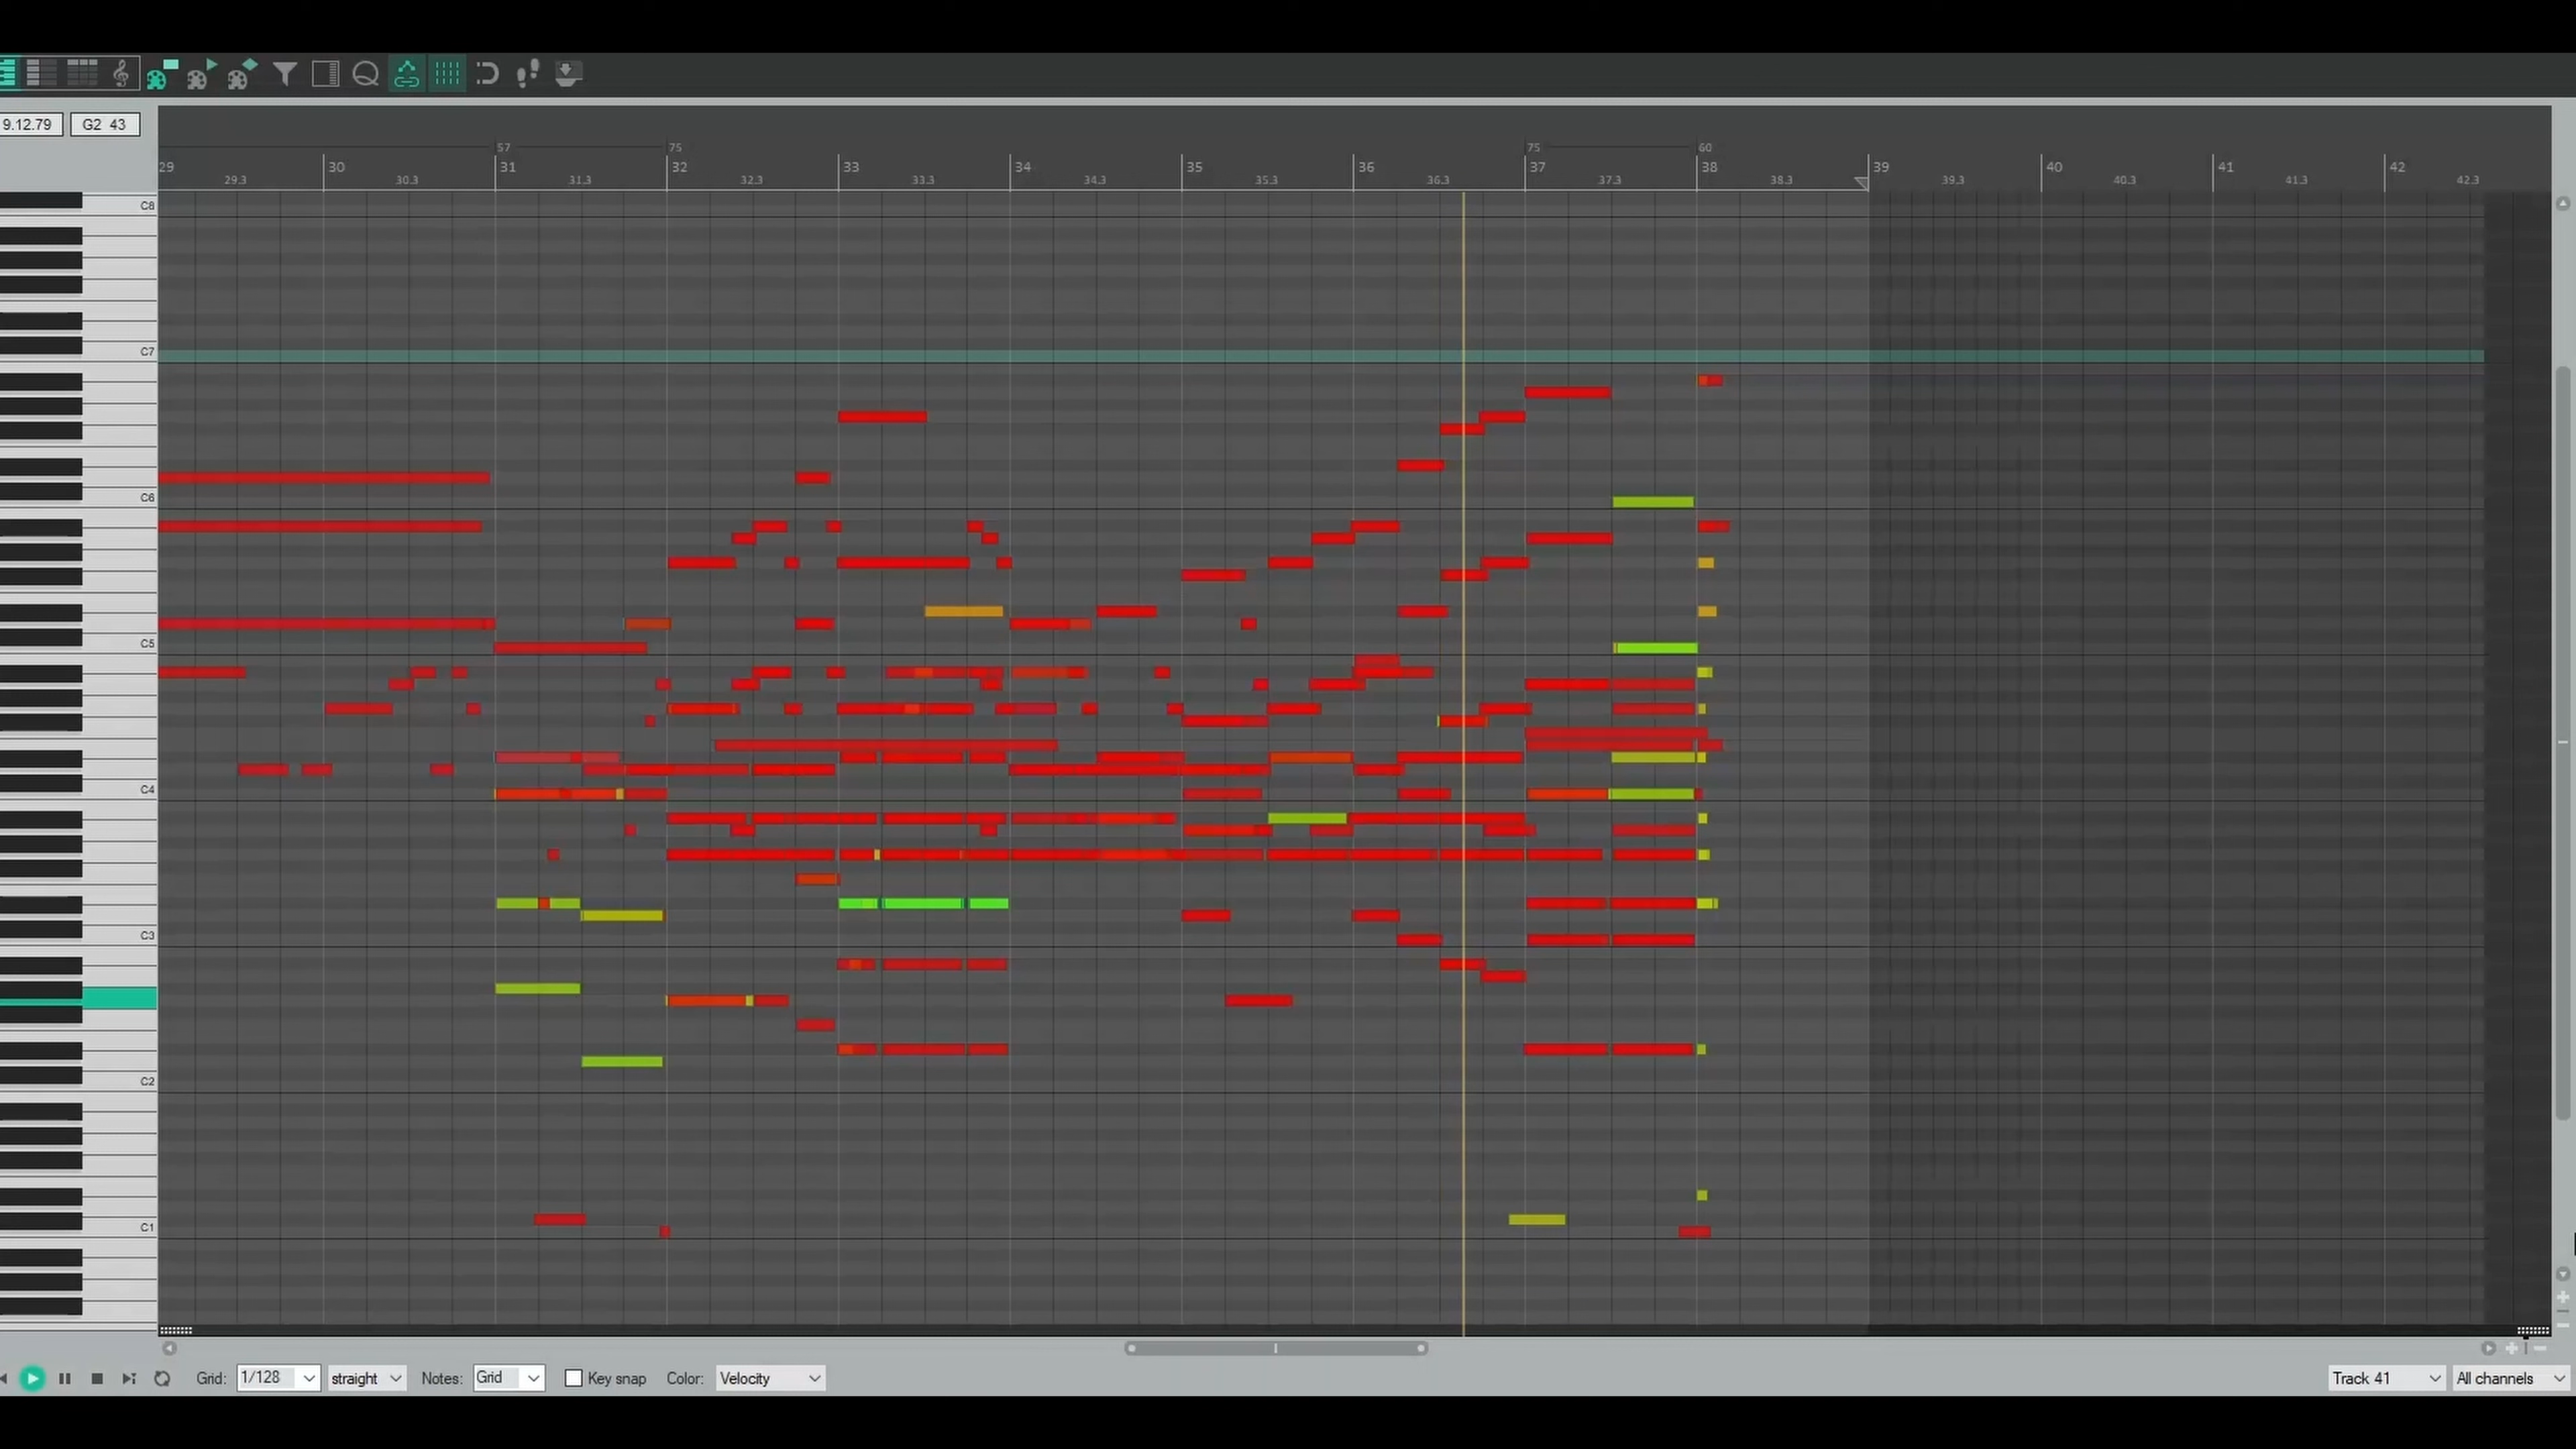 9.12.79 G2 43
57 75 75 60
29 30 31 32 33 34 35 36 37 38 39 40 41 42
29.3 30.3 31.3 32.3 33.3 34.3 35.3 36.3 37.3 38.3 39.3 40.3 41.3 42.3
C8
C7
C6
C5
C4
C3
C2
C1
Grid: 1/128 straight Notes: Grid Key snap Color: Velocity Track 41 All channels